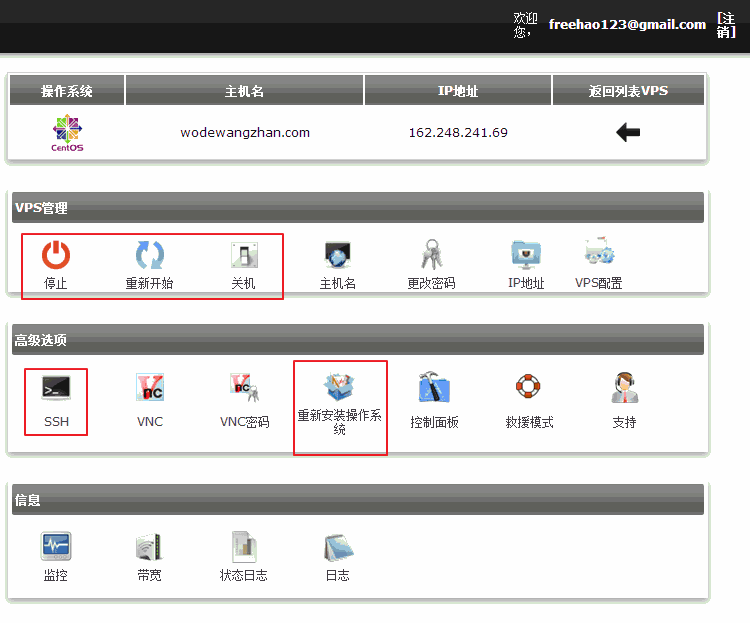 欢迎您， freehao123@gmail.com [注销]
操作系统 主机名 IP地址 返回列表VPS
CentOS wodewangzhan.com 162.248.241.69
VPS管理
停止 重新开始 关机 主机名 更改密码 IP地址 VPS配置
高级选项
SSH VNC VNC密码 重新安装操作系统 控制面板 救援模式 支持
信息
监控 带宽 状态日志 日志